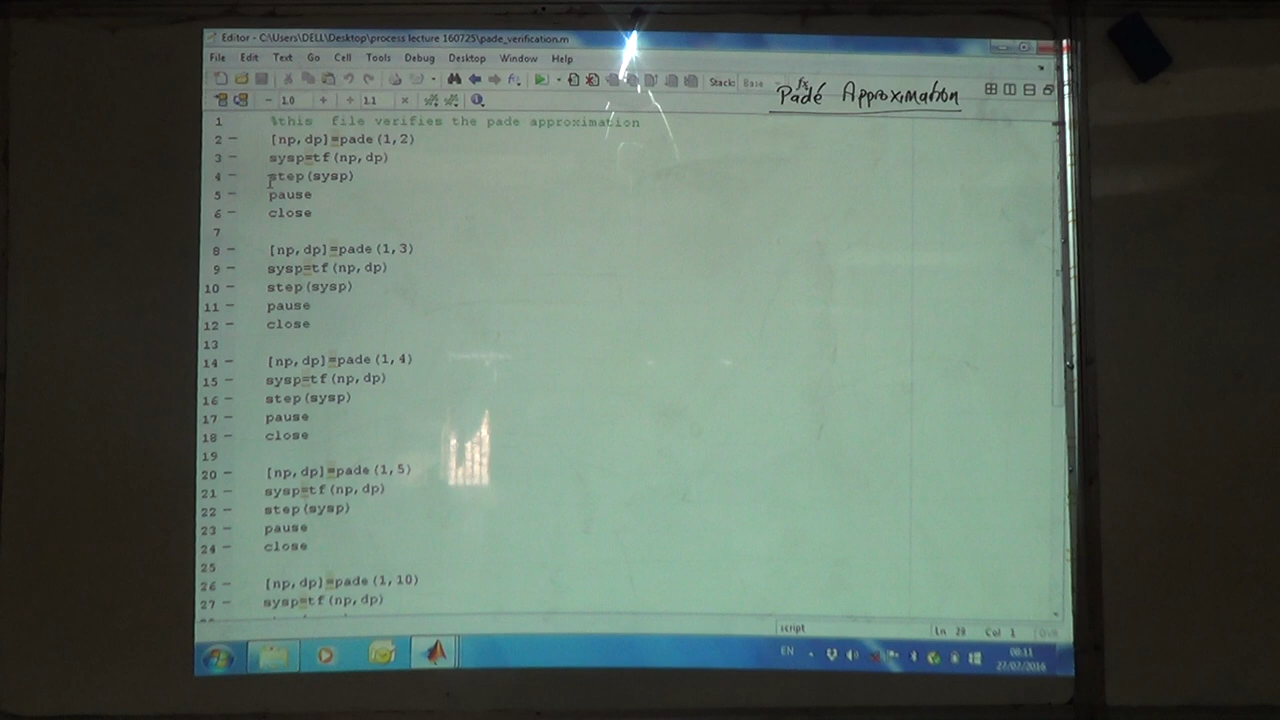 Editor - C:\Users\DELL\Desktop\process lecture 160725\pade_verification.m
File Edit Text Go Cell Tools Debug Desktop Window Help
Stack: Base
Padé Approximation
1.0 1.1
1 %this file verifies the pade approximation
2 - [np,dp]=pade(1,2)
3 - sysp=tf(np,dp)
4 - step(sysp)
5 - pause
6 - close
7
8 - [np,dp]=pade(1,3)
9 - sysp=tf(np,dp)
10 - step(sysp)
11 - pause
12 - close
13
14 - [np,dp]=pade(1,4)
15 - sysp=tf(np,dp)
16 - step(sysp)
17 - pause
18 - close
19
20 - [np,dp]=pade(1,5)
21 - sysp=tf(np,dp)
22 - step(sysp)
23 - pause
24 - close
25
26 - [np,dp]=pade(1,10)
27 - sysp=tf(np,dp)
script Ln 28 Col 1 OVR
EN 08:11
27/07/2016